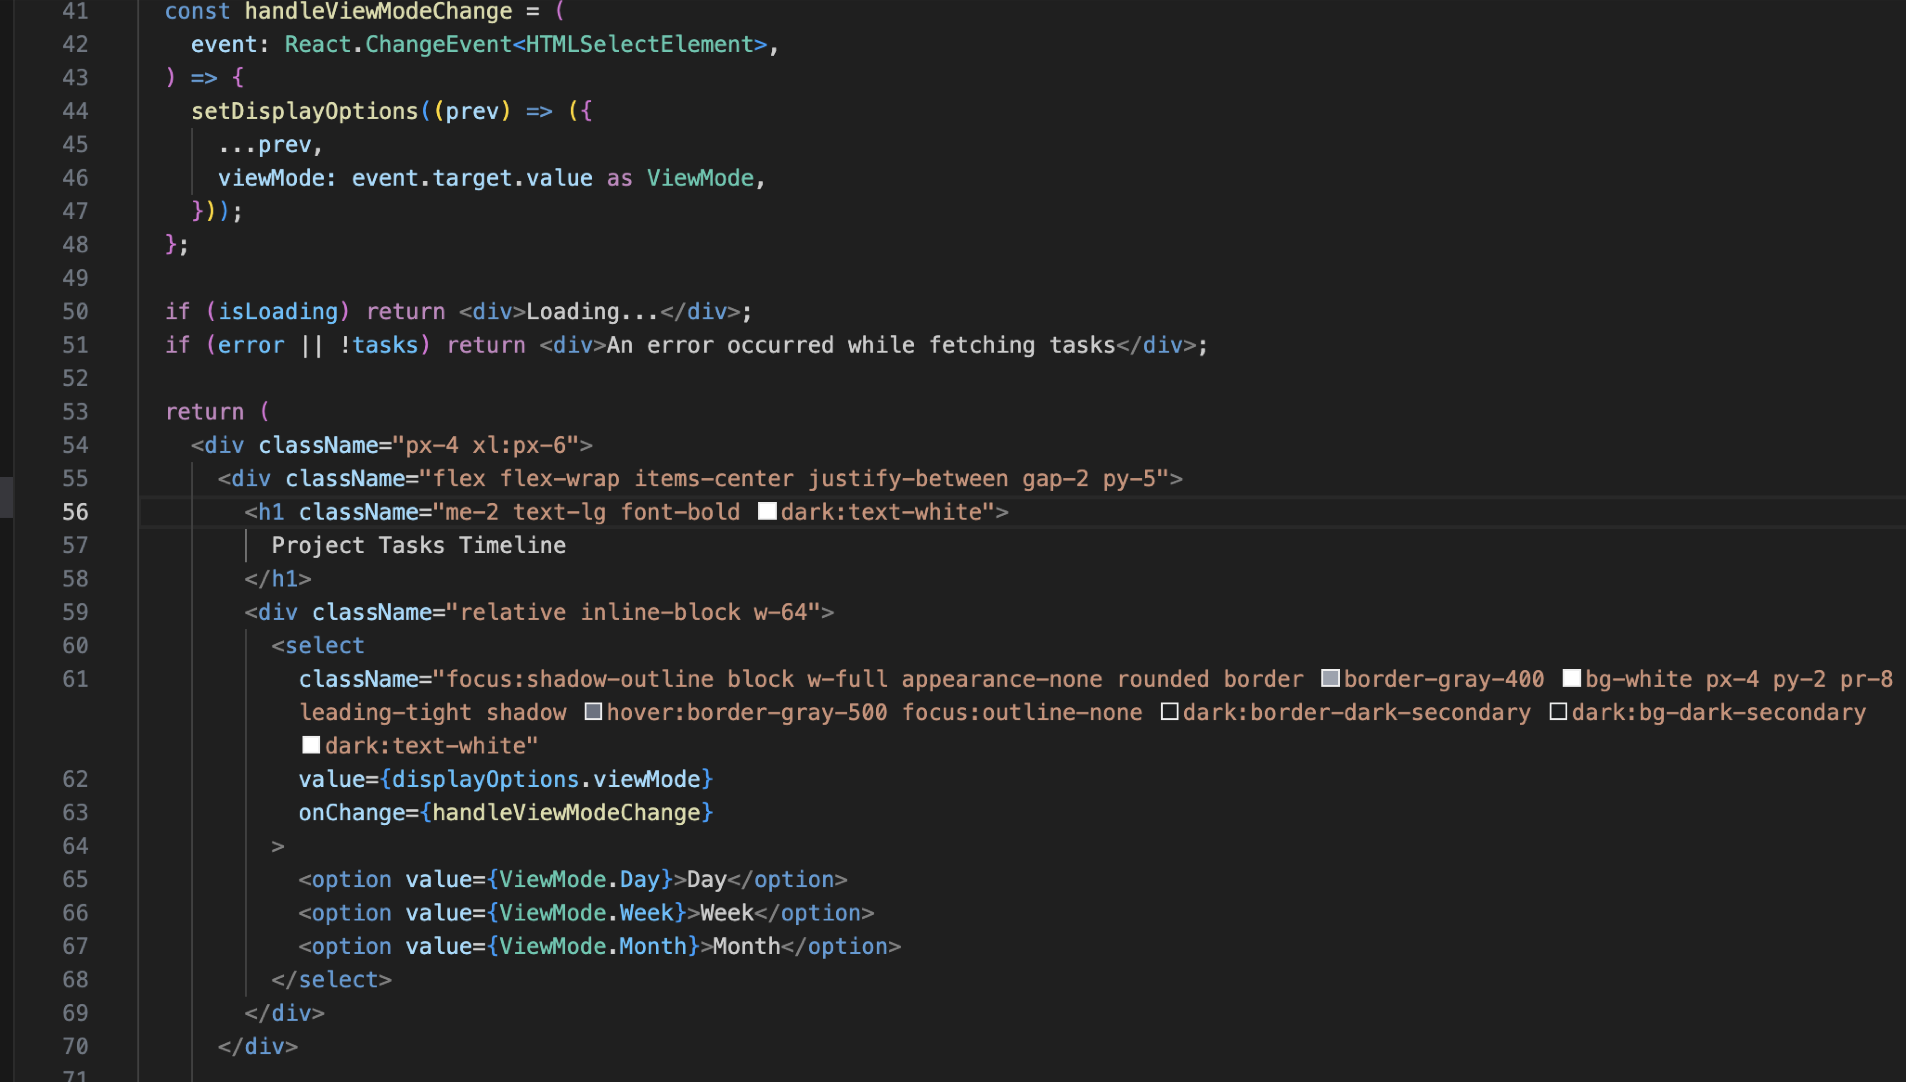 41 const handleViewModeChange = (
42 event: React.ChangeEvent<HTMLSelectElement>,
43 ) => {
44 setDisplayOptions((prev) => ({
45 ...prev,
46 viewMode: event.target.value as ViewMode,
47 }));
48 };
49
50 if (isLoading) return <div>Loading...</div>;
51 if (error || !tasks) return <div>An error occurred while fetching tasks</div>;
52
53 return (
54 <div className="px-4 xl:px-6">
55 <div className="flex flex-wrap items-center justify-between gap-2 py-5">
56 <h1 className="me-2 text-lg font-bold dark:text-white">
57 Project Tasks Timeline
58 </h1>
59 <div className="relative inline-block w-64">
60 <select
61 className="focus:shadow-outline block w-full appearance-none rounded border border-gray-400 bg-white px-4 py-2 pr-8
leading-tight shadow hover:border-gray-500 focus:outline-none dark:border-dark-secondary dark:bg-dark-secondary
dark:text-white"
62 value={displayOptions.viewMode}
63 onChange={handleViewModeChange}
64 >
65 <option value={ViewMode.Day}>Day</option>
66 <option value={ViewMode.Week}>Week</option>
67 <option value={ViewMode.Month}>Month</option>
68 </select>
69 </div>
70 </div>
71